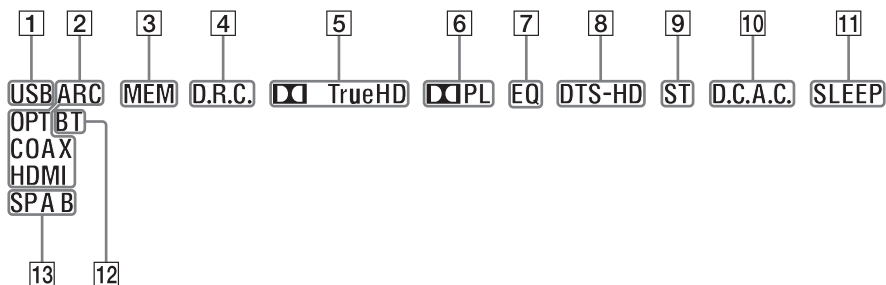 1 2 3 4 5 6 7 8 9 10 11
USB ARC MEM D.R.C. TrueHD PL EQ DTS-HD ST D.C.A.C. SLEEP
OPT BT
COAX
HDMI
SP A B
13 12